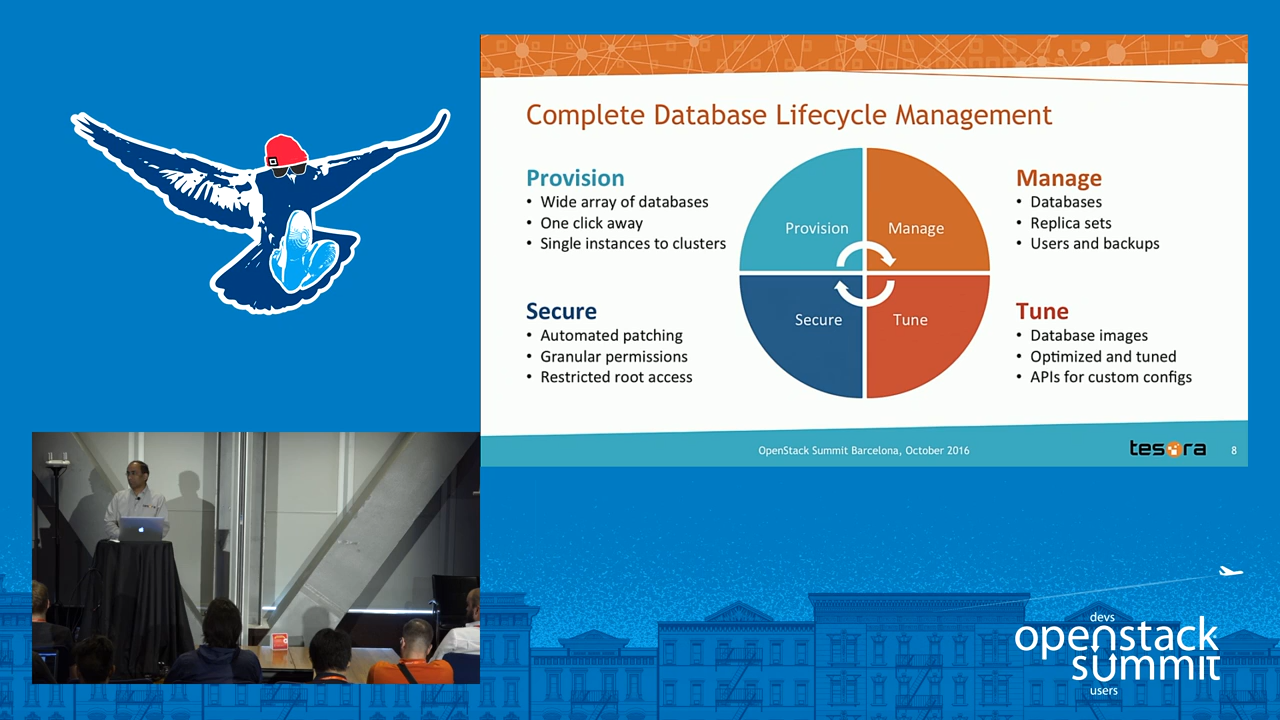 Complete Database Lifecycle Management
Provision
• Wide array of databases
• One click away
• Single instances to clusters
Secure
• Automated patching
• Granular permissions
• Restricted root access
Provision
Manage
Secure
Tune
Manage
• Databases
• Replica sets
• Users and backups
Tune
• Database images
• Optimized and tuned
• APIs for custom configs
OpenStack Summit Barcelona, October 2016
tesora
8
devs
openstack
summit
users